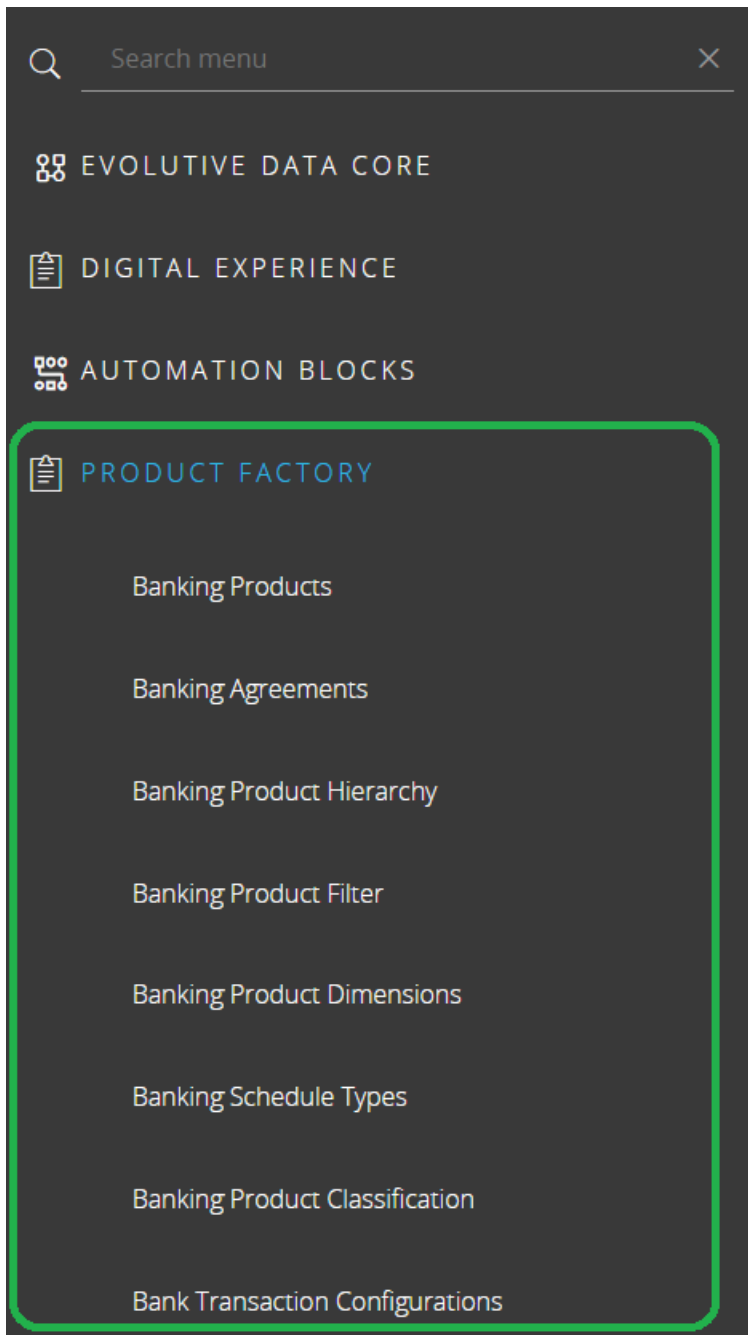 Search menu
EVOLUTIVE DATA CORE
DIGITAL EXPERIENCE
AUTOMATION BLOCKS
PRODUCT FACTORY
Banking Products
Banking Agreements
Banking Product Hierarchy
Banking Product Filter
Banking Product Dimensions
Banking Schedule Types
Banking Product Classification
Bank Transaction Configurations